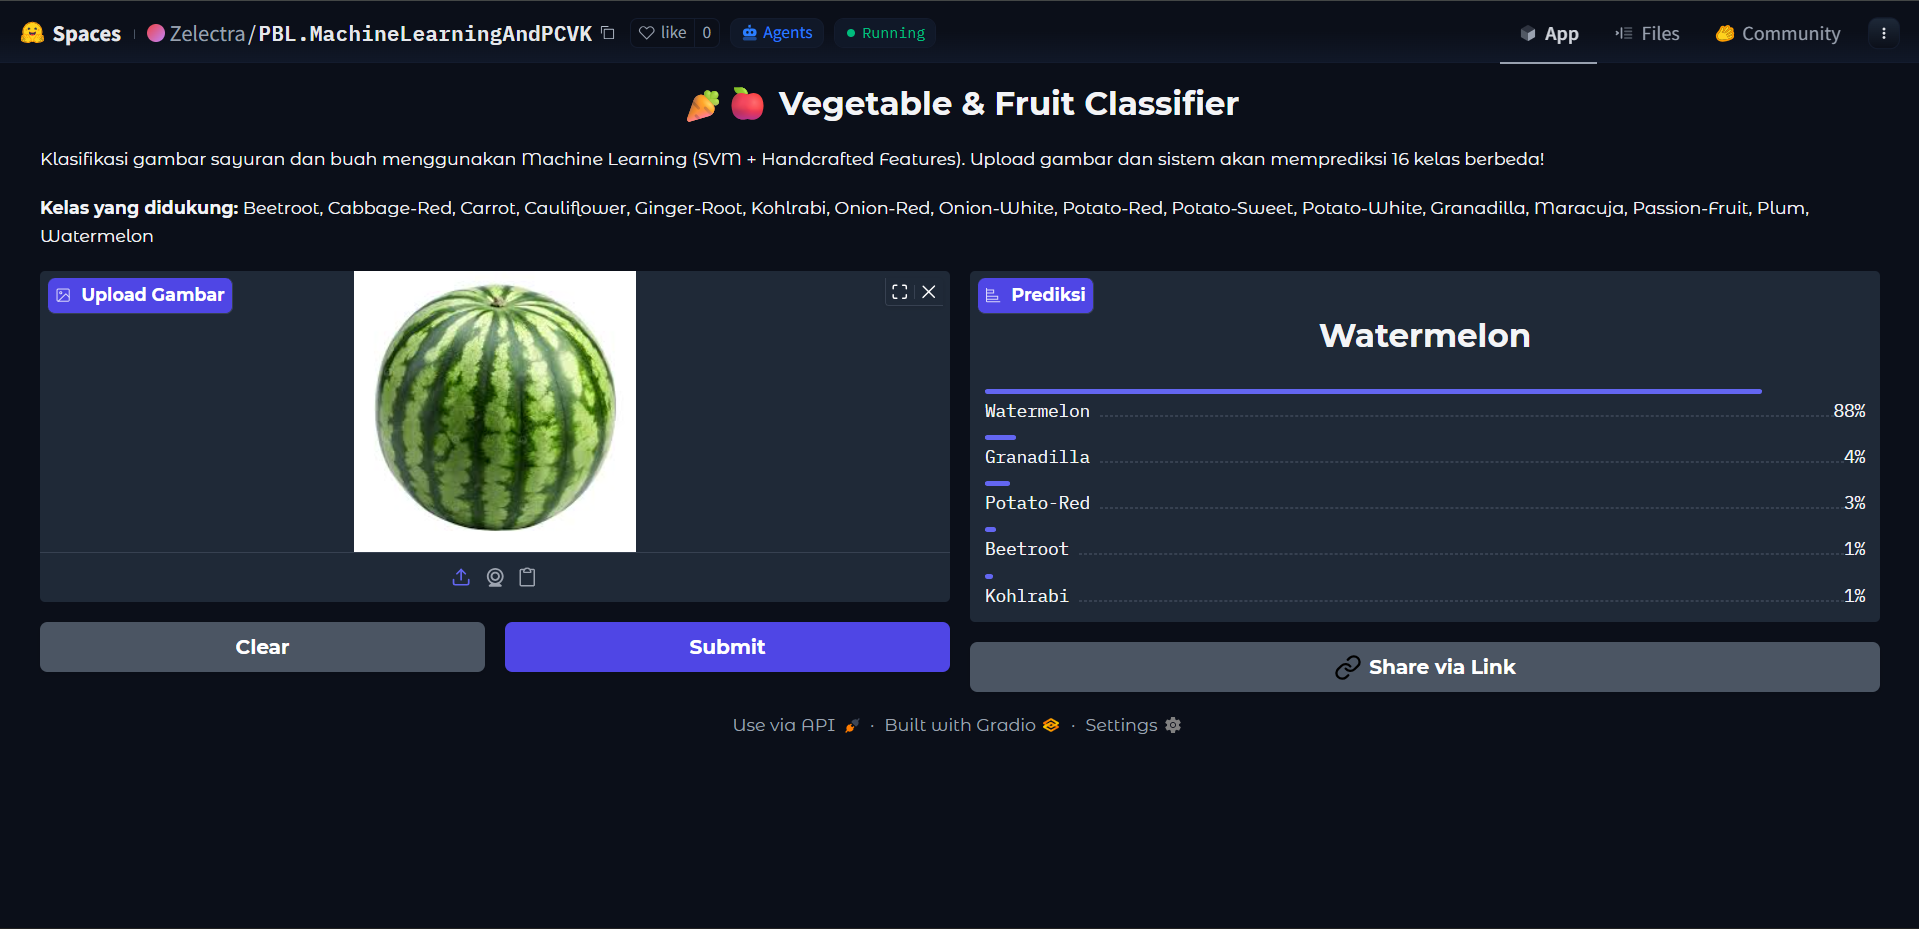 Spaces
Zelectra/PBL.MachineLearningAndPCVK
like 0
Agents
Running
App
Files
Community
Vegetable & Fruit Classifier
Klasifikasi gambar sayuran dan buah menggunakan Machine Learning (SVM + Handcrafted Features). Upload gambar dan sistem akan memprediksi 16 kelas berbeda!
Kelas yang didukung: Beetroot, Cabbage-Red, Carrot, Cauliflower, Ginger-Root, Kohlrabi, Onion-Red, Onion-White, Potato-Red, Potato-Sweet, Potato-White, Granadilla, Maracuja, Passion-Fruit, Plum,
Watermelon
Upload Gambar
Clear
Submit
Prediksi
Watermelon
Watermelon 88%
Granadilla 4%
Potato-Red 3%
Beetroot 1%
Kohlrabi 1%
Share via Link
Use via API · Built with Gradio · Settings